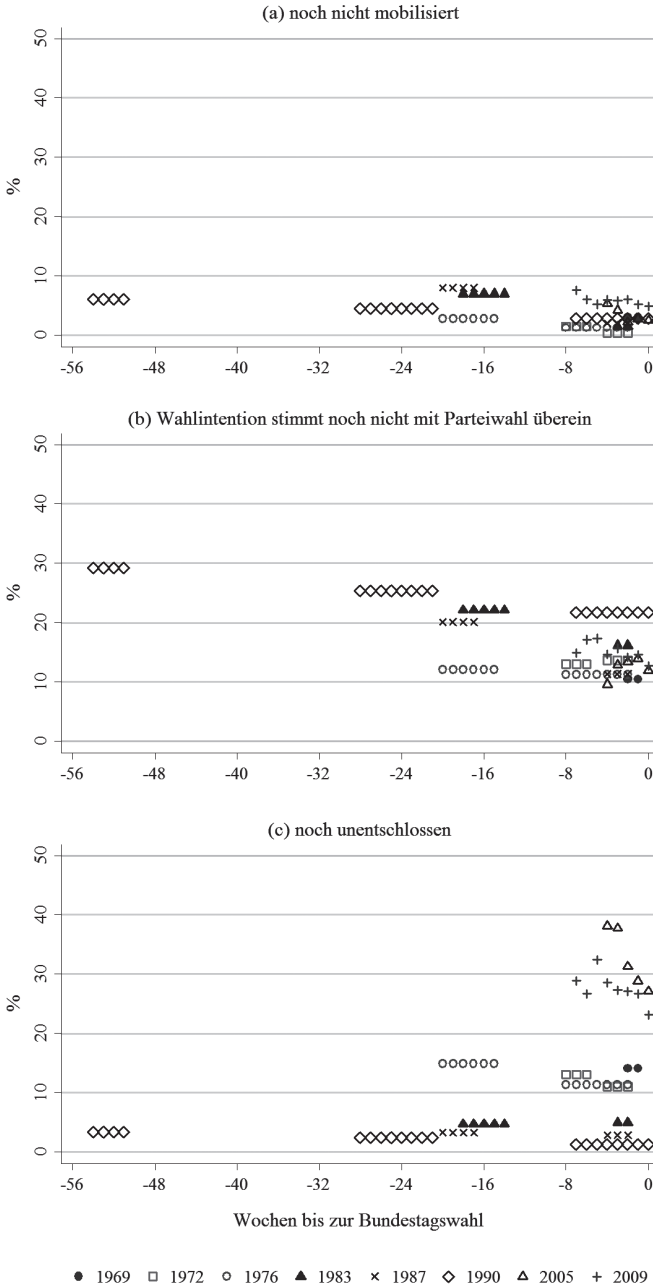 (a) noch nicht mobilisiert
50
40
30
20
10
0
%
-56 -48 -40 -32 -24 -16 -8 0
(b) Wahlintention stimmt noch nicht mit Parteiwahl überein
50
40
30
20
10
0
%
-56 -48 -40 -32 -24 -16 -8 0
(c) noch unentschlossen
50
40
30
20
10
0
%
-56 -48 -40 -32 -24 -16 -8 0
Wochen bis zur Bundestagswahl
1969 1972 1976 1983 1987 1990 2005 2009